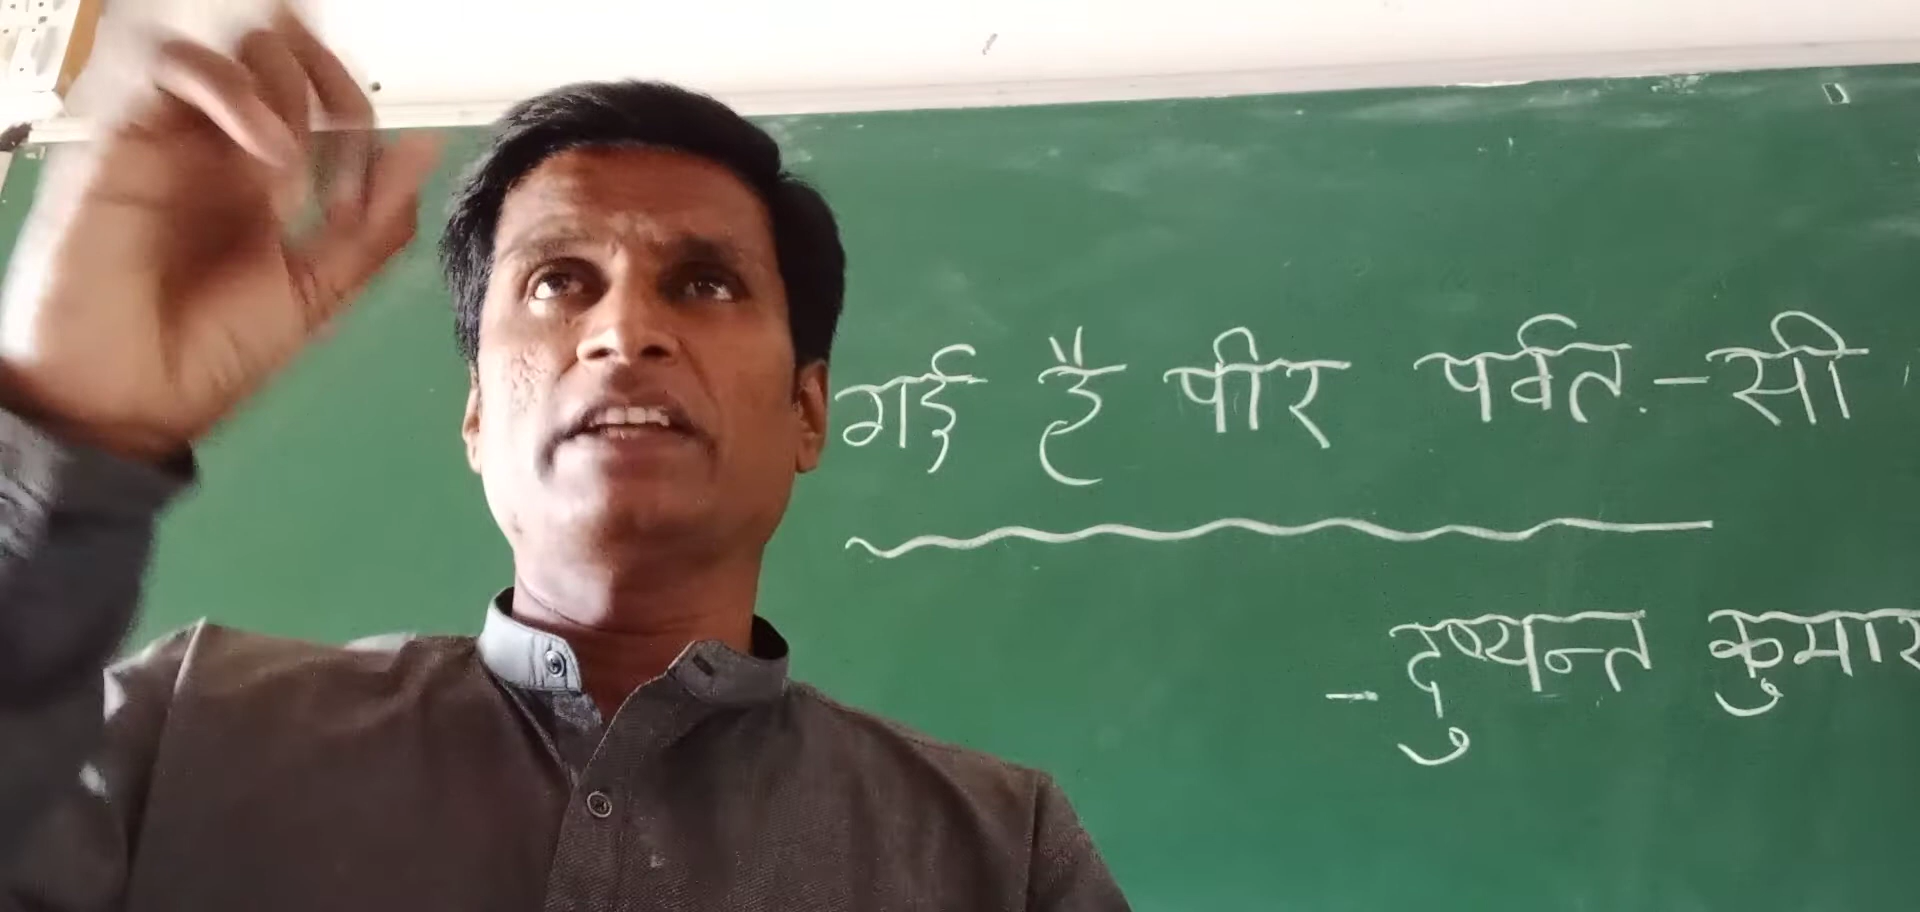 गई है पीर पर्वत-सी
- दुष्यन्त कुमार